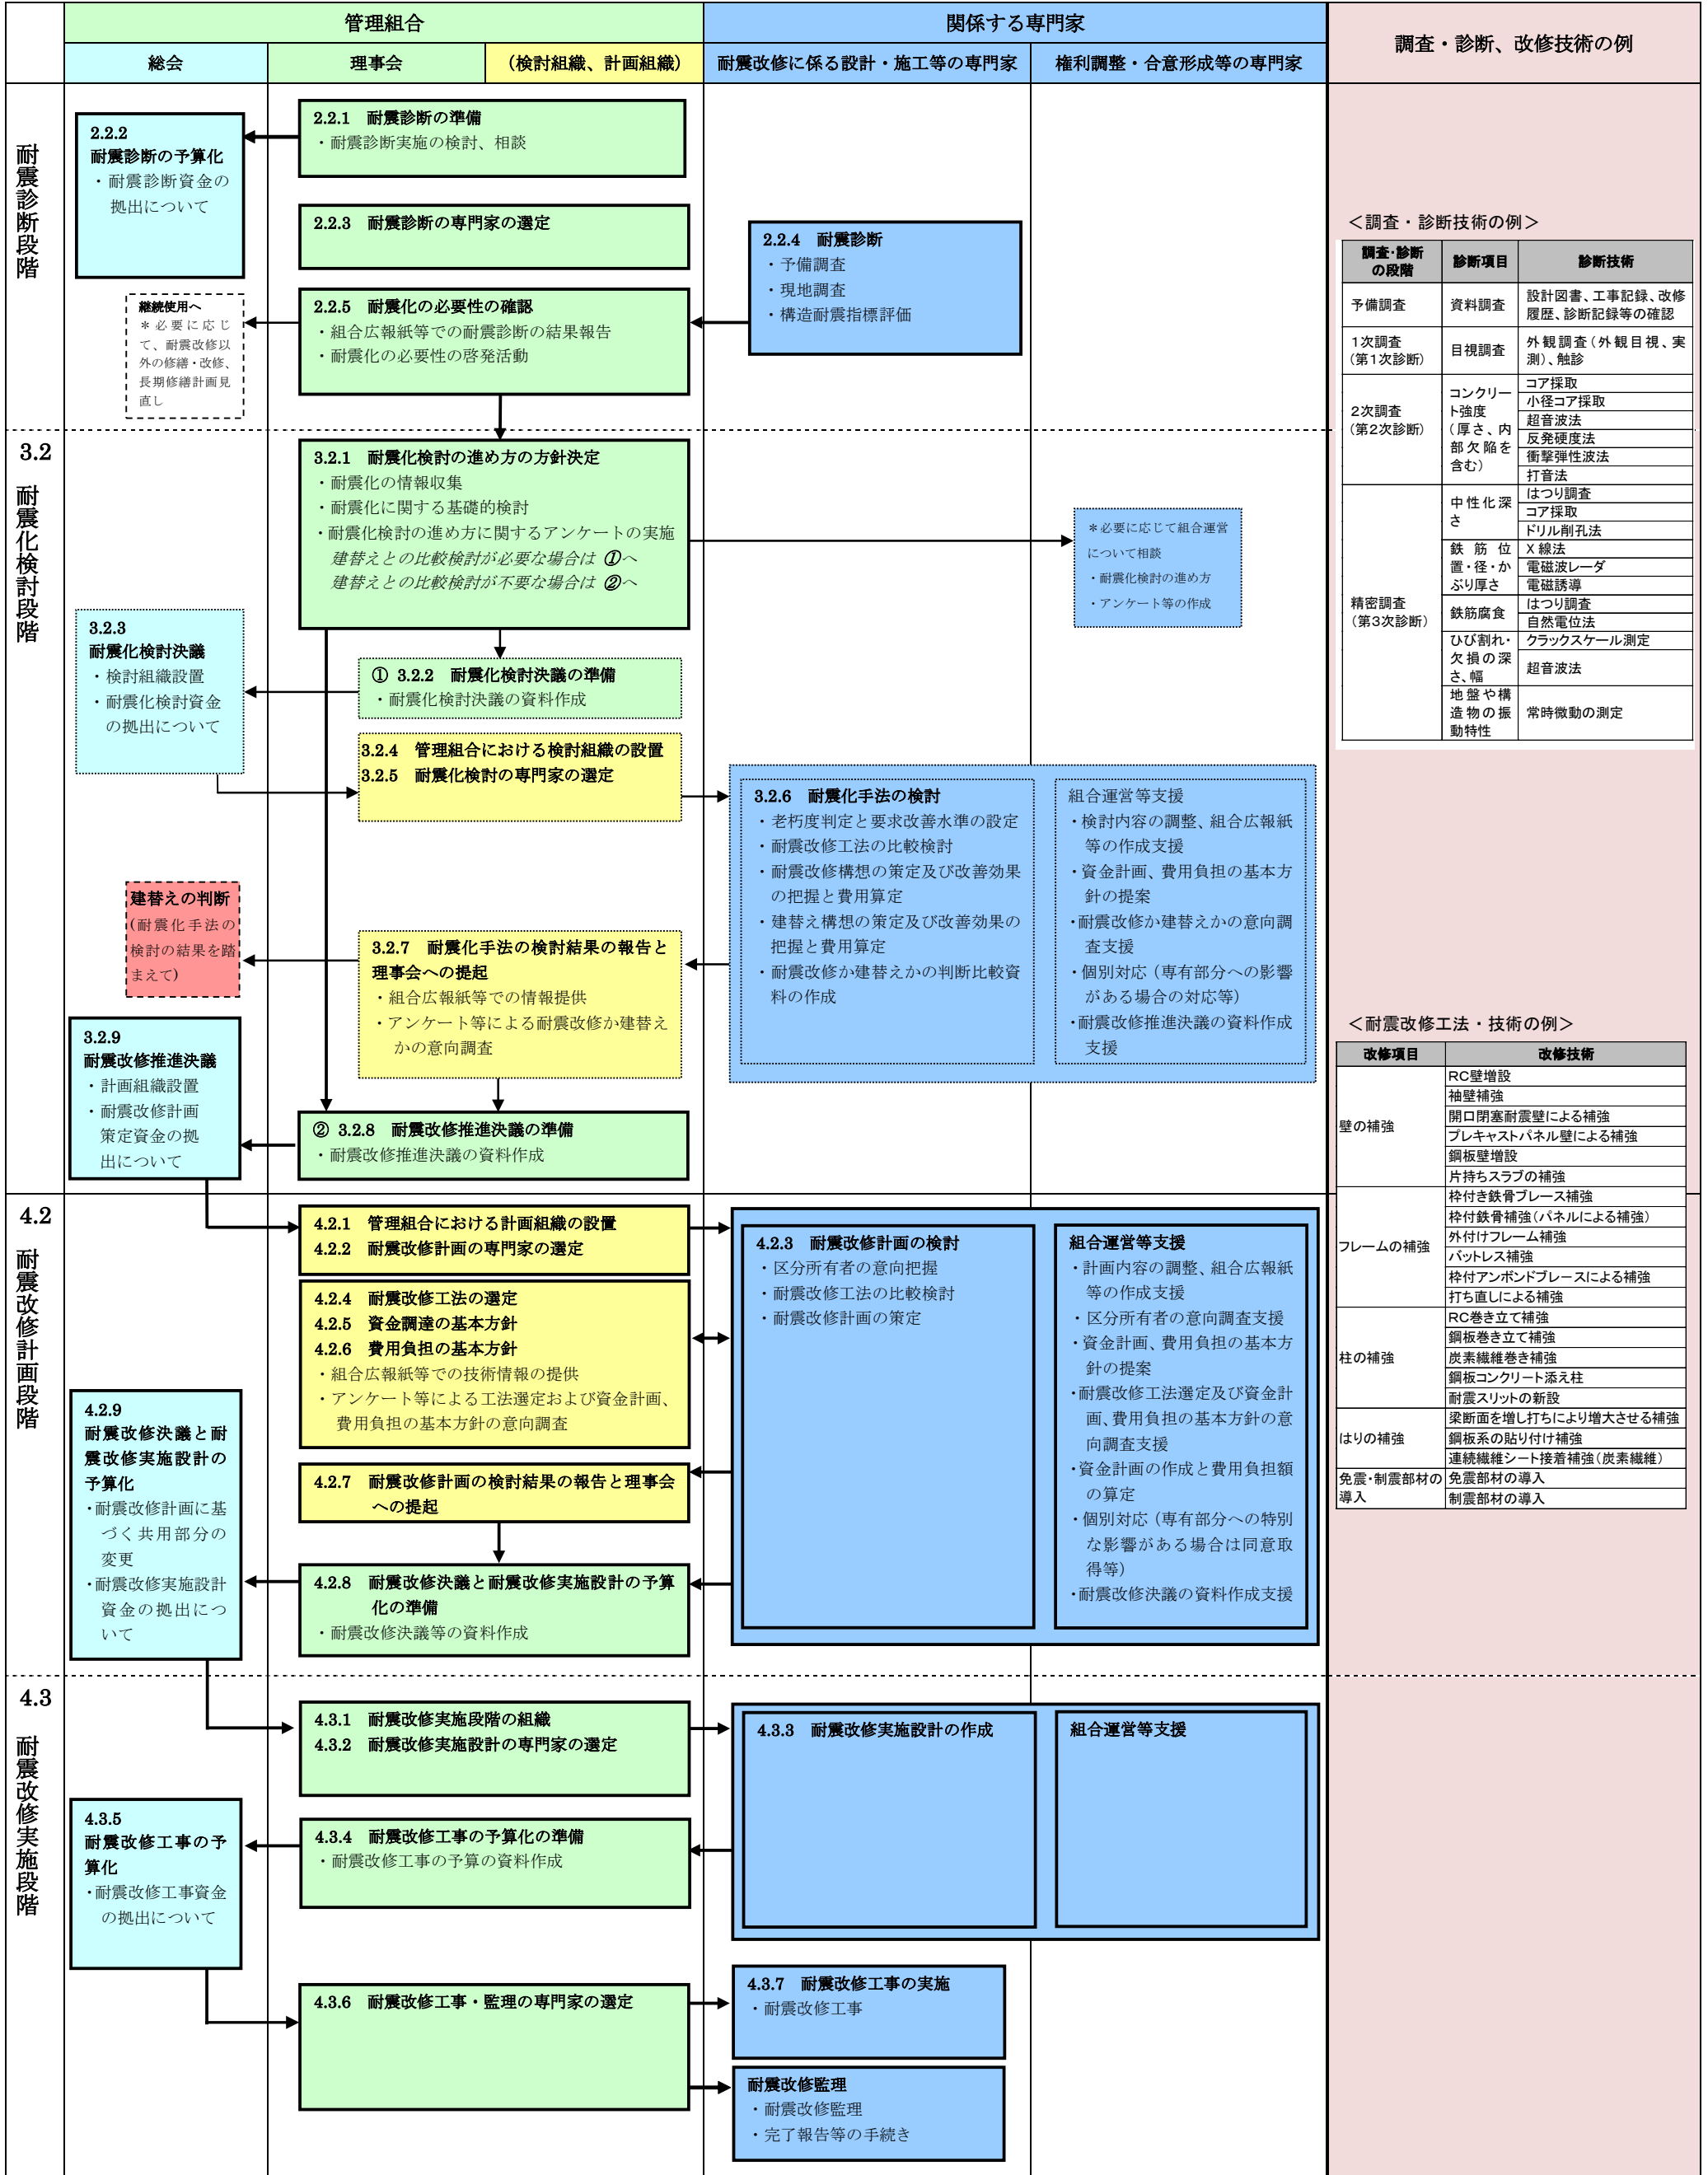 管理組合
関係する専門家
調査・診断、改修技術の例
総会
理事会
（検討組織、計画組織）
耐震改修に係る設計・施工等の専門家
権利調整・合意形成等の専門家
耐震診断段階
2.2.1　耐震診断の準備
・耐震診断実施の検討、相談
2.2.2
耐震診断の予算化
・耐震診断資金の
拠出について
2.2.3　耐震診断の専門家の選定
2.2.4　耐震診断
・予備調査
・現地調査
・構造耐震指標評価
2.2.5　耐震化の必要性の確認
・組合広報紙等での耐震診断の結果報告
・耐震化の必要性の啓発活動
継続使用へ
＊必要に応じ
て、耐震改修以
外の修繕・改修、
長期修繕計画見
直し
3.2
耐震化検討段階
3.2.1　耐震化検討の進め方の方針決定
・耐震化の情報収集
・耐震化に関する基礎的検討
・耐震化検討の進め方に関するアンケートの実施
建替えとの比較検討が必要な場合は ①へ
建替えとの比較検討が不要な場合は ②へ
＊必要に応じて組合運営
について相談
・耐震化検討の進め方
・アンケート等の作成
3.2.3
耐震化検討決議
・検討組織設置
・耐震化検討資金
の拠出について
① 3.2.2　耐震化検討決議の準備
・耐震化検討決議の資料作成
3.2.4　管理組合における検討組織の設置
3.2.5　耐震化検討の専門家の選定
3.2.6　耐震化手法の検討
・老朽度判定と要求改善水準の設定
・耐震改修工法の比較検討
・耐震改修構想の策定及び改善効果
の把握と費用算定
・建替え構想の策定及び改善効果の
把握と費用算定
・耐震改修か建替えかの判断比較資
料の作成
組合運営等支援
・検討内容の調整、組合広報紙
等の作成支援
・資金計画、費用負担の基本方
針の提案
・耐震改修か建替えかの意向調
査支援
・個別対応（専有部分への影響
がある場合の対応等）
・耐震改修推進決議の資料作成
支援
建替えの判断
(耐震化手法の
検討の結果を踏
まえて)
3.2.7　耐震化手法の検討結果の報告と
理事会への提起
・組合広報紙等での情報提供
・アンケート等による耐震改修か建替え
かの意向調査
3.2.9
耐震改修推進決議
・計画組織設置
・耐震改修計画
策定資金の拠
出について
② 3.2.8　耐震改修推進決議の準備
・耐震改修推進決議の資料作成
4.2
耐震改修計画段階
4.2.1　管理組合における計画組織の設置
4.2.2　耐震改修計画の専門家の選定
4.2.3　耐震改修計画の検討
・区分所有者の意向把握
・耐震改修工法の比較検討
・耐震改修計画の策定
組合運営等支援
・計画内容の調整、組合広報紙
等の作成支援
・区分所有者の意向調査支援
・資金計画、費用負担の基本方
針の提案
・耐震改修工法選定及び資金計
画、費用負担の基本方針の意
向調査支援
・資金計画の作成と費用負担額
の算定
・個別対応（専有部分への特別
な影響がある場合は同意取
得等）
・耐震改修決議の資料作成支援
4.2.4　耐震改修工法の選定
4.2.5　資金調達の基本方針
4.2.6　費用負担の基本方針
・組合広報紙等での技術情報の提供
・アンケート等による工法選定および資金計画、
費用負担の基本方針の意向調査
4.2.7　耐震改修計画の検討結果の報告と理事会
への提起
4.2.8　耐震改修決議と耐震改修実施設計の予算
化の準備
・耐震改修決議等の資料作成
4.2.9
耐震改修決議と耐
震改修実施設計の
予算化
・耐震改修計画に基
づく共用部分の
変更
・耐震改修実施設計
資金の拠出につ
いて
4.3
耐震改修実施段階
4.3.1　耐震改修実施段階の組織
4.3.2　耐震改修実施設計の専門家の選定
4.3.3　耐震改修実施設計の作成
組合運営等支援
4.3.4　耐震改修工事の予算化の準備
・耐震改修工事の予算の資料作成
4.3.5
耐震改修工事の予
算化
・耐震改修工事資金
の拠出について
4.3.6　耐震改修工事・監理の専門家の選定
4.3.7　耐震改修工事の実施
・耐震改修工事
耐震改修監理
・耐震改修監理
・完了報告等の手続き
＜調査・診断技術の例＞
調査・診断
の段階
診断項目
診断技術
予備調査
資料調査
設計図書、工事記録、改修
履歴、診断記録等の確認
1次調査
（第1次診断）
目視調査
外観調査（外観目視、実
測）、触診
2次調査
（第2次診断）
コンクリー
ト強度
（厚さ、内
部欠陥を
含む）
コア採取
小径コア採取
超音波法
反発硬度法
衝撃弾性波法
打音法
精密調査
（第3次診断）
中性化深
さ
はつり調査
コア採取
ドリル削孔法
鉄筋位
置・径・か
ぶり厚さ
X線法
電磁波レーダ
電磁誘導
鉄筋腐食
はつり調査
自然電位法
ひび割れ・
欠損の深
さ、幅
クラックスケール測定
超音波法
地盤や構
造物の振
動特性
常時微動の測定
＜耐震改修工法・技術の例＞
改修項目
改修技術
壁の補強
RC壁増設
袖壁補強
開口閉塞耐震壁による補強
プレキャストパネル壁による補強
鋼板壁増設
片持ちスラブの補強
フレームの補強
枠付き鉄骨ブレース補強
枠付鉄骨補強（パネルによる補強）
外付けフレーム補強
バットレス補強
枠付アンボンドブレースによる補強
打ち直しによる補強
柱の補強
RC巻き立て補強
鋼板巻き立て補強
炭素繊維巻き補強
鋼板コンクリート添え柱
耐震スリットの新設
はりの補強
梁断面を増し打ちにより増大させる補強
鋼板系の貼り付け補強
連続繊維シート接着補強（炭素繊維）
免震・制震部材の
導入
免震部材の導入
制震部材の導入